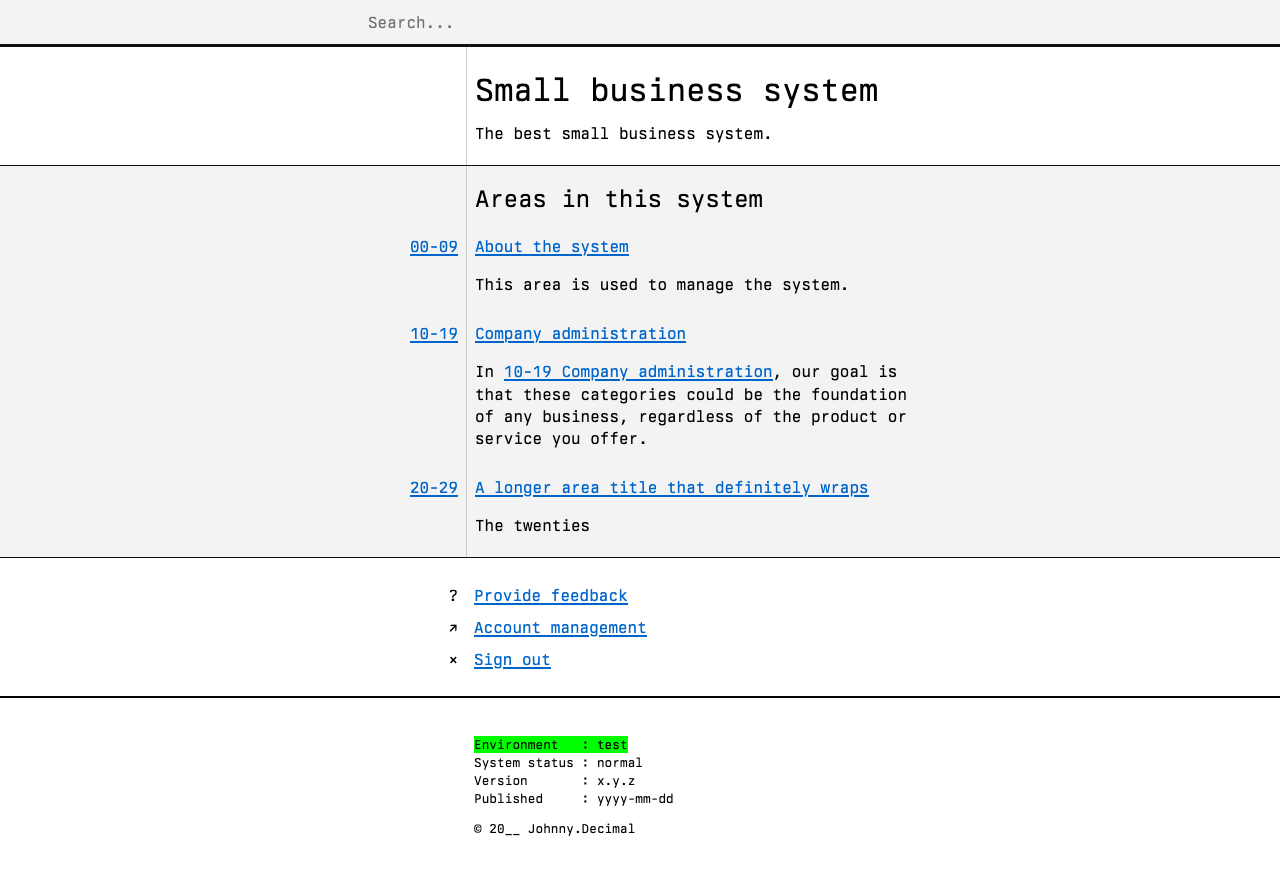 Search...
Small business system
The best small business system.
Areas in this system
00-09 About the system
This area is used to manage the system.
10-19 Company administration
In 10-19 Company administration, our goal is
that these categories could be the foundation
of any business, regardless of the product or
service you offer.
20-29 A longer area title that definitely wraps
The twenties
? Provide feedback
↗ Account management
× Sign out
Environment   : test
System status : normal
Version       : x.y.z
Published     : yyyy-mm-dd
© 20__ Johnny.Decimal